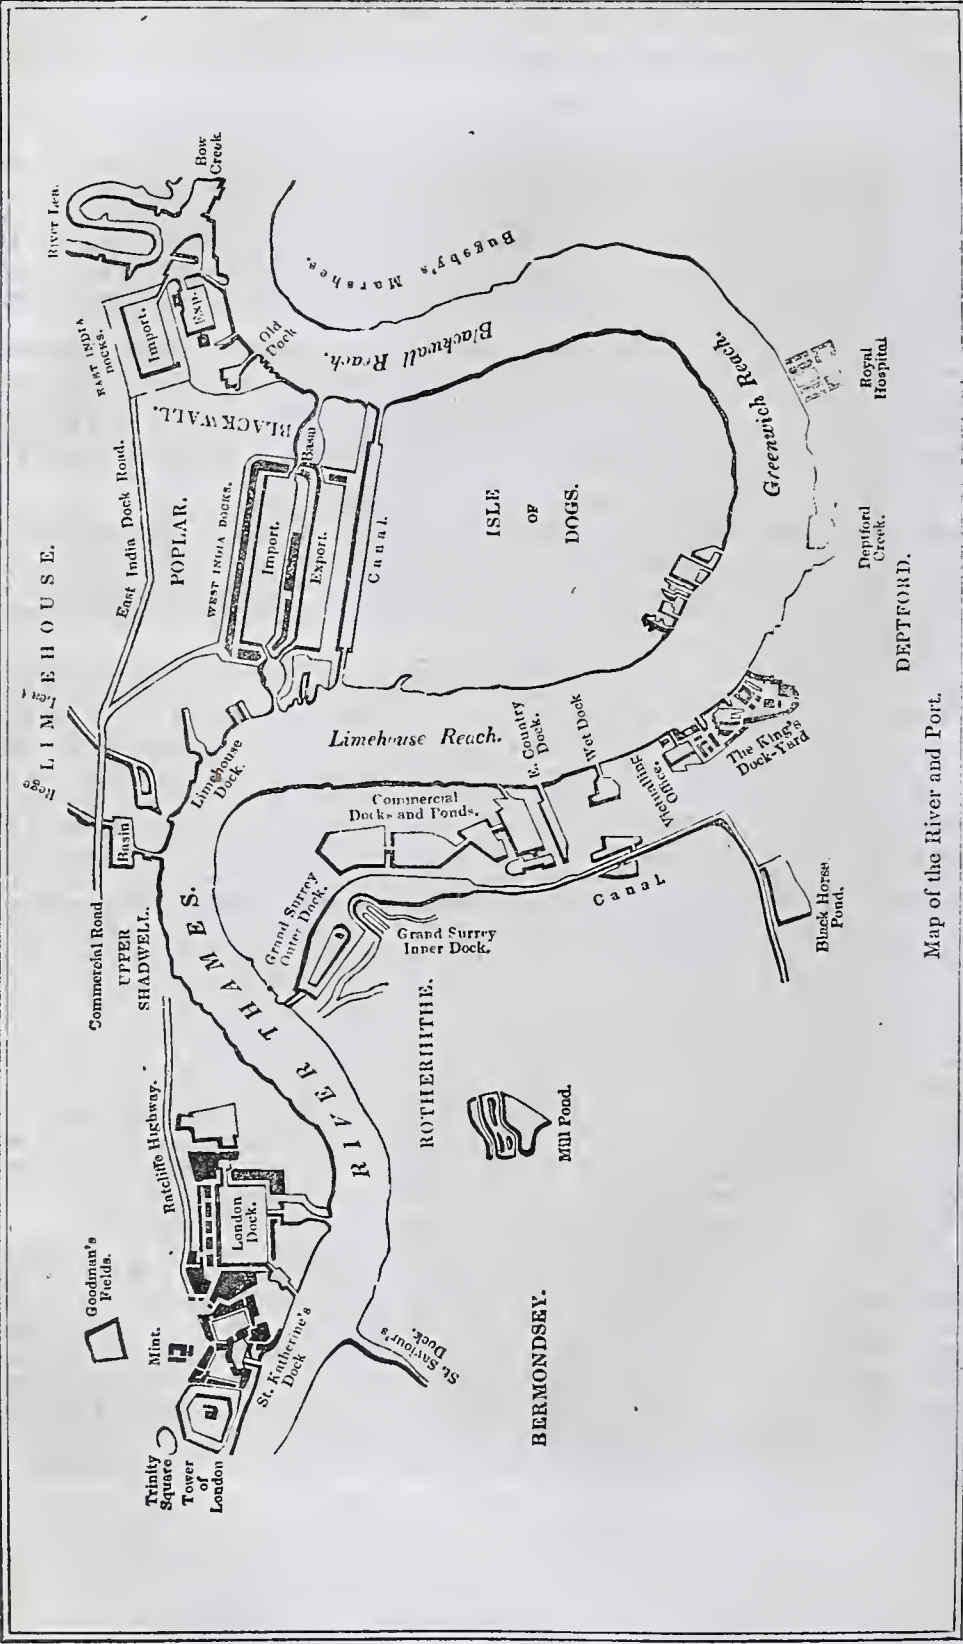 River Lea.
Bow
Creek
EAST INDIA
DOCKS.
Import.
Exp.
Old
Dock
Bugsby's Marshes.
Blackwall Reach.
BLACKWALL.
East India Dock Road.
LIMEHOUSE.
POPLAR.
WEST INDIA DOCKS.
Import.
Export.
Basin
Canal.
ISLE
OF
DOGS.
Greenwich Reach.
Royal
Hospital
Deptford
Creek.
DEPTFORD.
Limehouse
Dock.
Limehouse Reach.
E. Country
Dock.
Wet Dock
Victualling
Office.
The King's
Dock-Yard
Commercial
Docks and Ponds.
Basin
Commercial Road
UPPER
SHADWELL.
RIVER THAMES.
Grand Surrey
Outer Dock.
Grand Surrey
Inner Dock.
Canal.
Black Horse
Pond.
ROTHERHITHE.
Mill Pond.
Ratcliffe Highway.
London
Dock.
Goodman's
Fields.
Mint.
St. Katherine's
Dock
St. Saviour's
Dock.
BERMONDSEY.
Trinity
Square
Tower
of
London
Map of the River and Port.